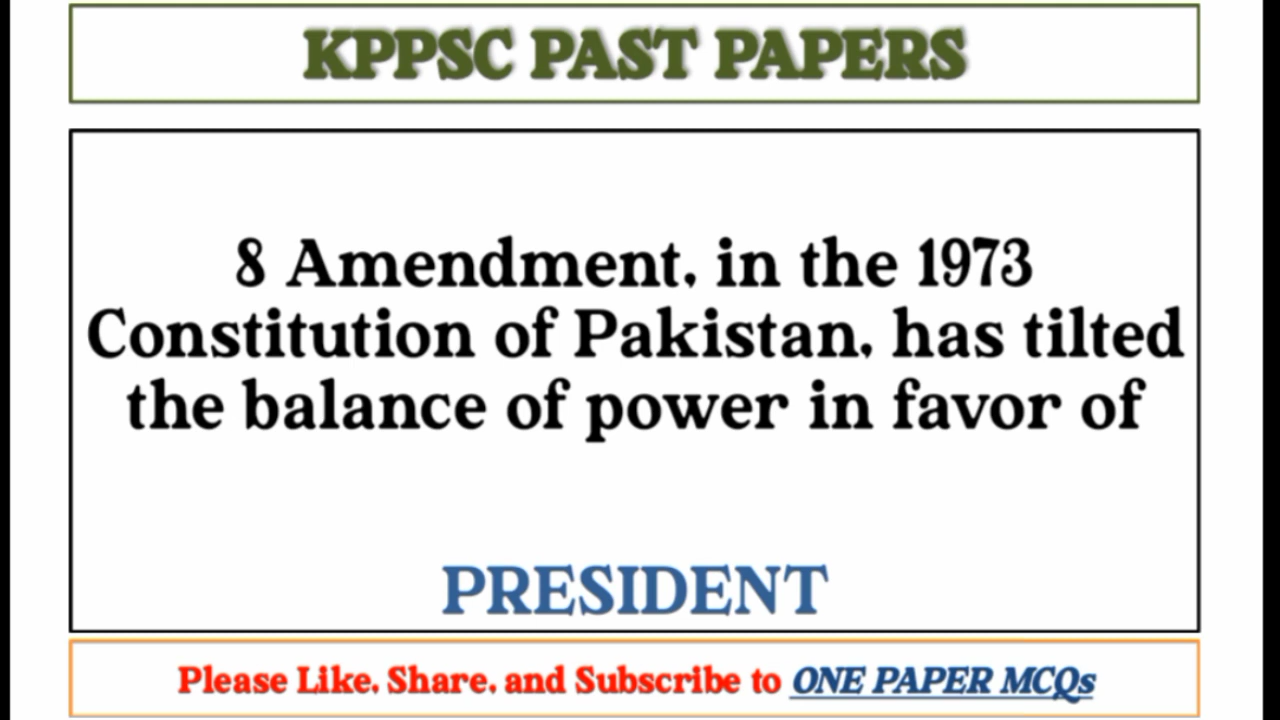 KPPSC PAST PAPERS
8 Amendment, in the 1973
Constitution of Pakistan, has tilted
the balance of power in favor of
PRESIDENT
Please Like, Share, and Subscribe to ONE PAPER MCQs